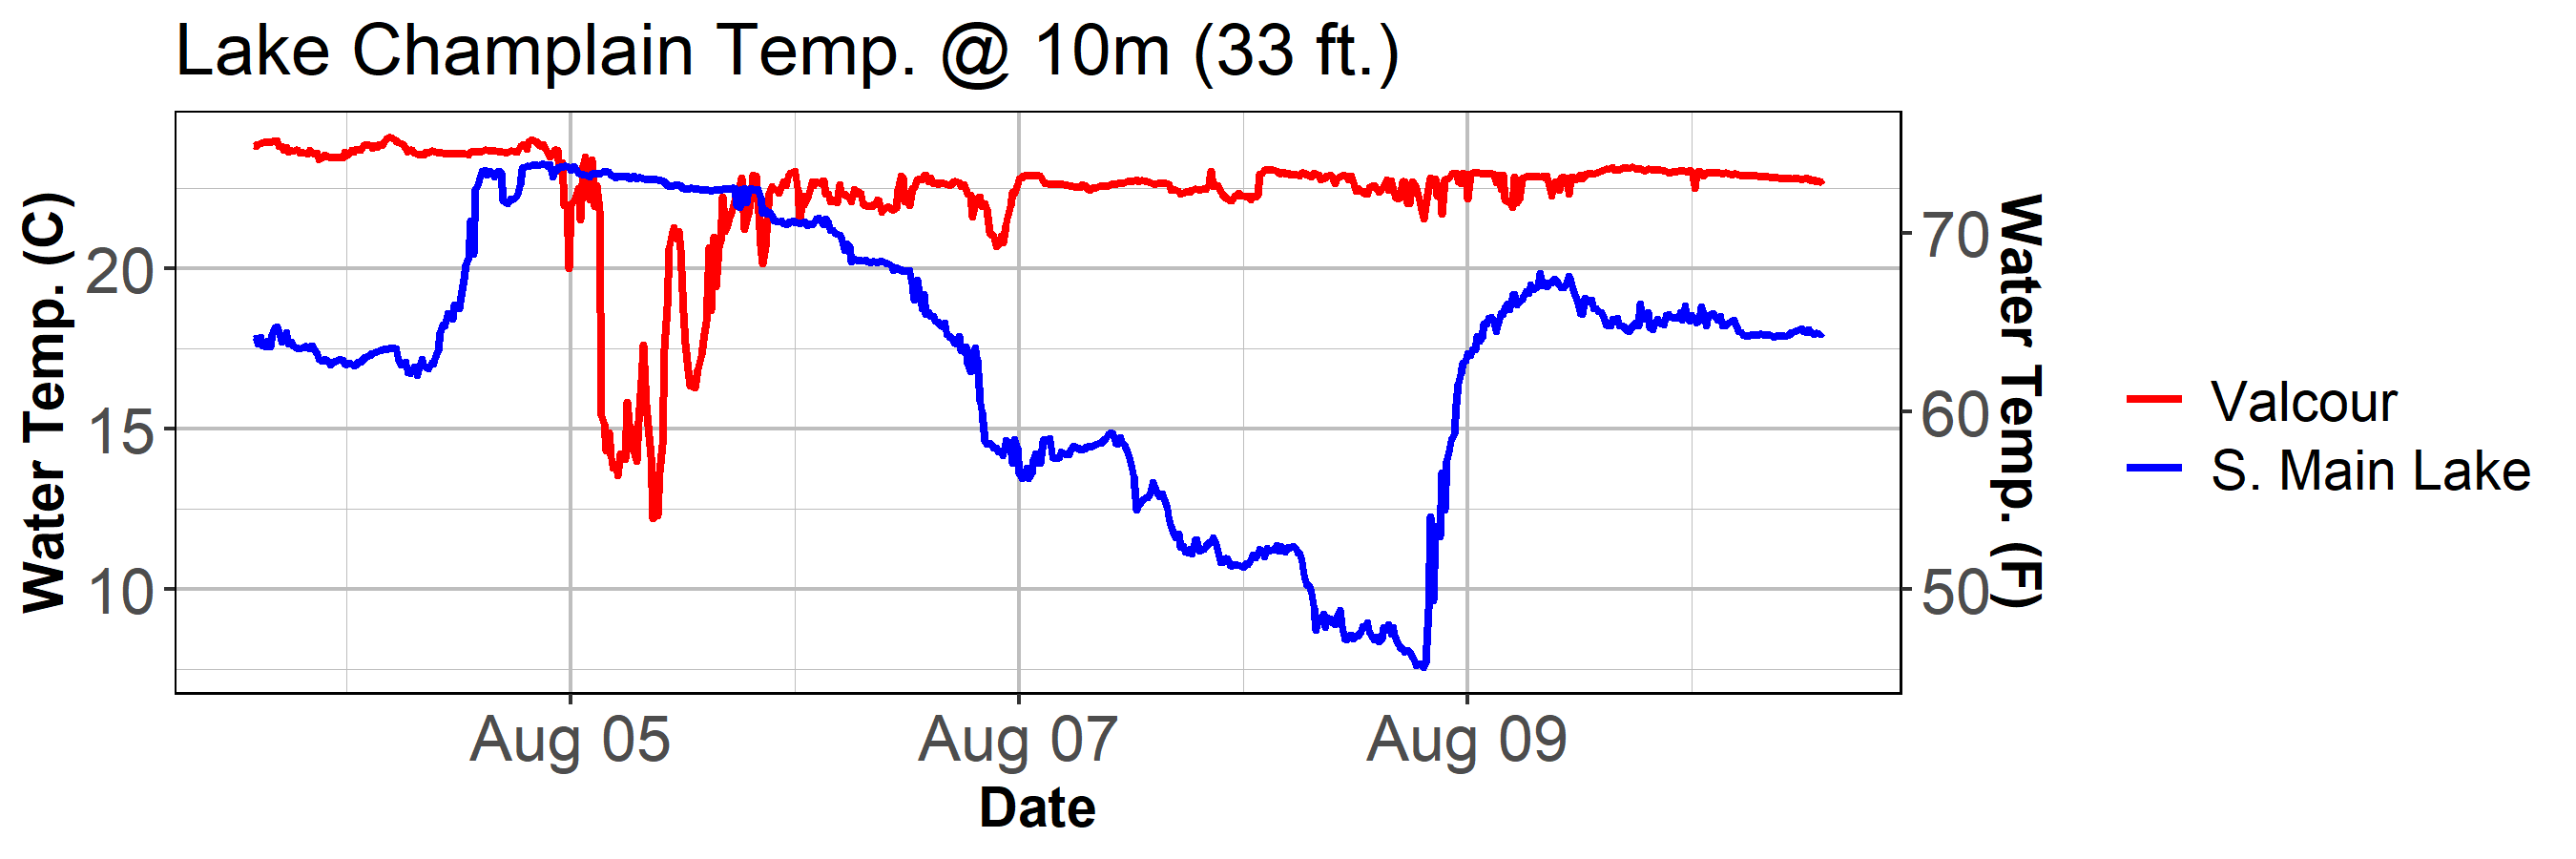 Lake Champlain Temp. @ 10m (33 ft.)
Water Temp. (C)
20
15
10
70
60
50
Water Temp. (F)
Aug 05
Aug 07
Aug 09
Date
Valcour
S. Main Lake